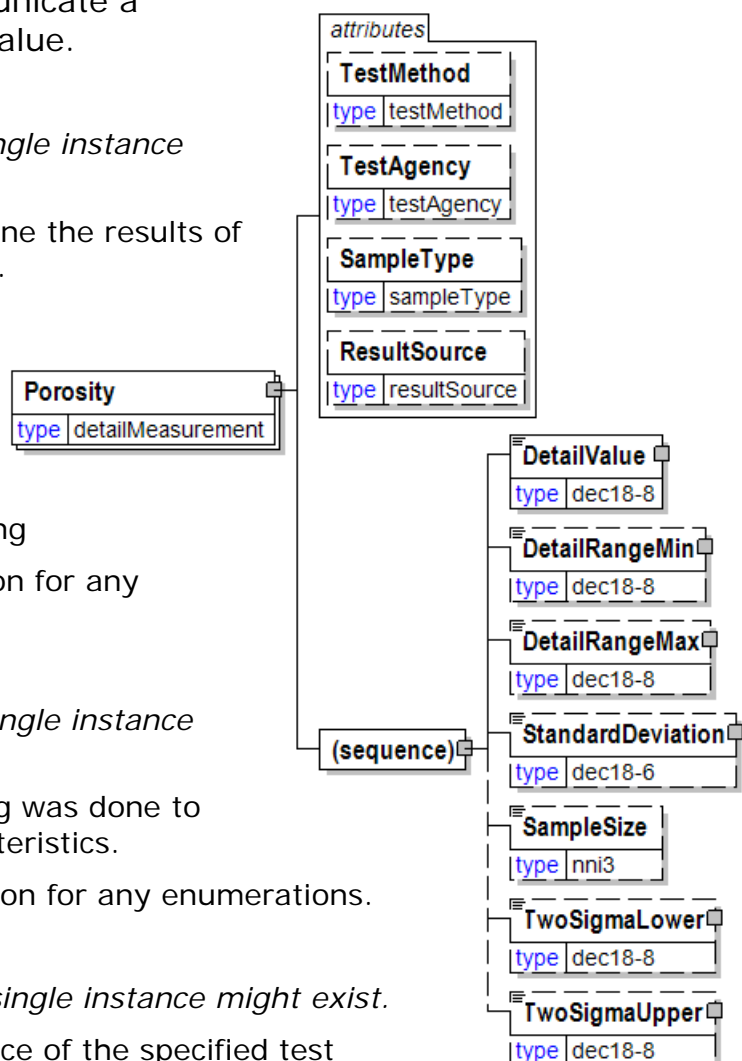 unicate a
alue.
ngle instance
ne the results of
.
ng
on for any
ngle instance
g was done to
teristics.
on for any enumerations.
single instance might exist.
ce of the specified test
Porosity
type detailMeasurement
attributes
TestMethod
type testMethod
TestAgency
type testAgency
SampleType
type sampleType
ResultSource
type resultSource
(sequence)
DetailValue
type dec18-8
DetailRangeMin
type dec18-8
DetailRangeMax
type dec18-8
StandardDeviation
type dec18-6
SampleSize
type nni3
TwoSigmaLower
type dec18-8
TwoSigmaUpper
type dec18-8